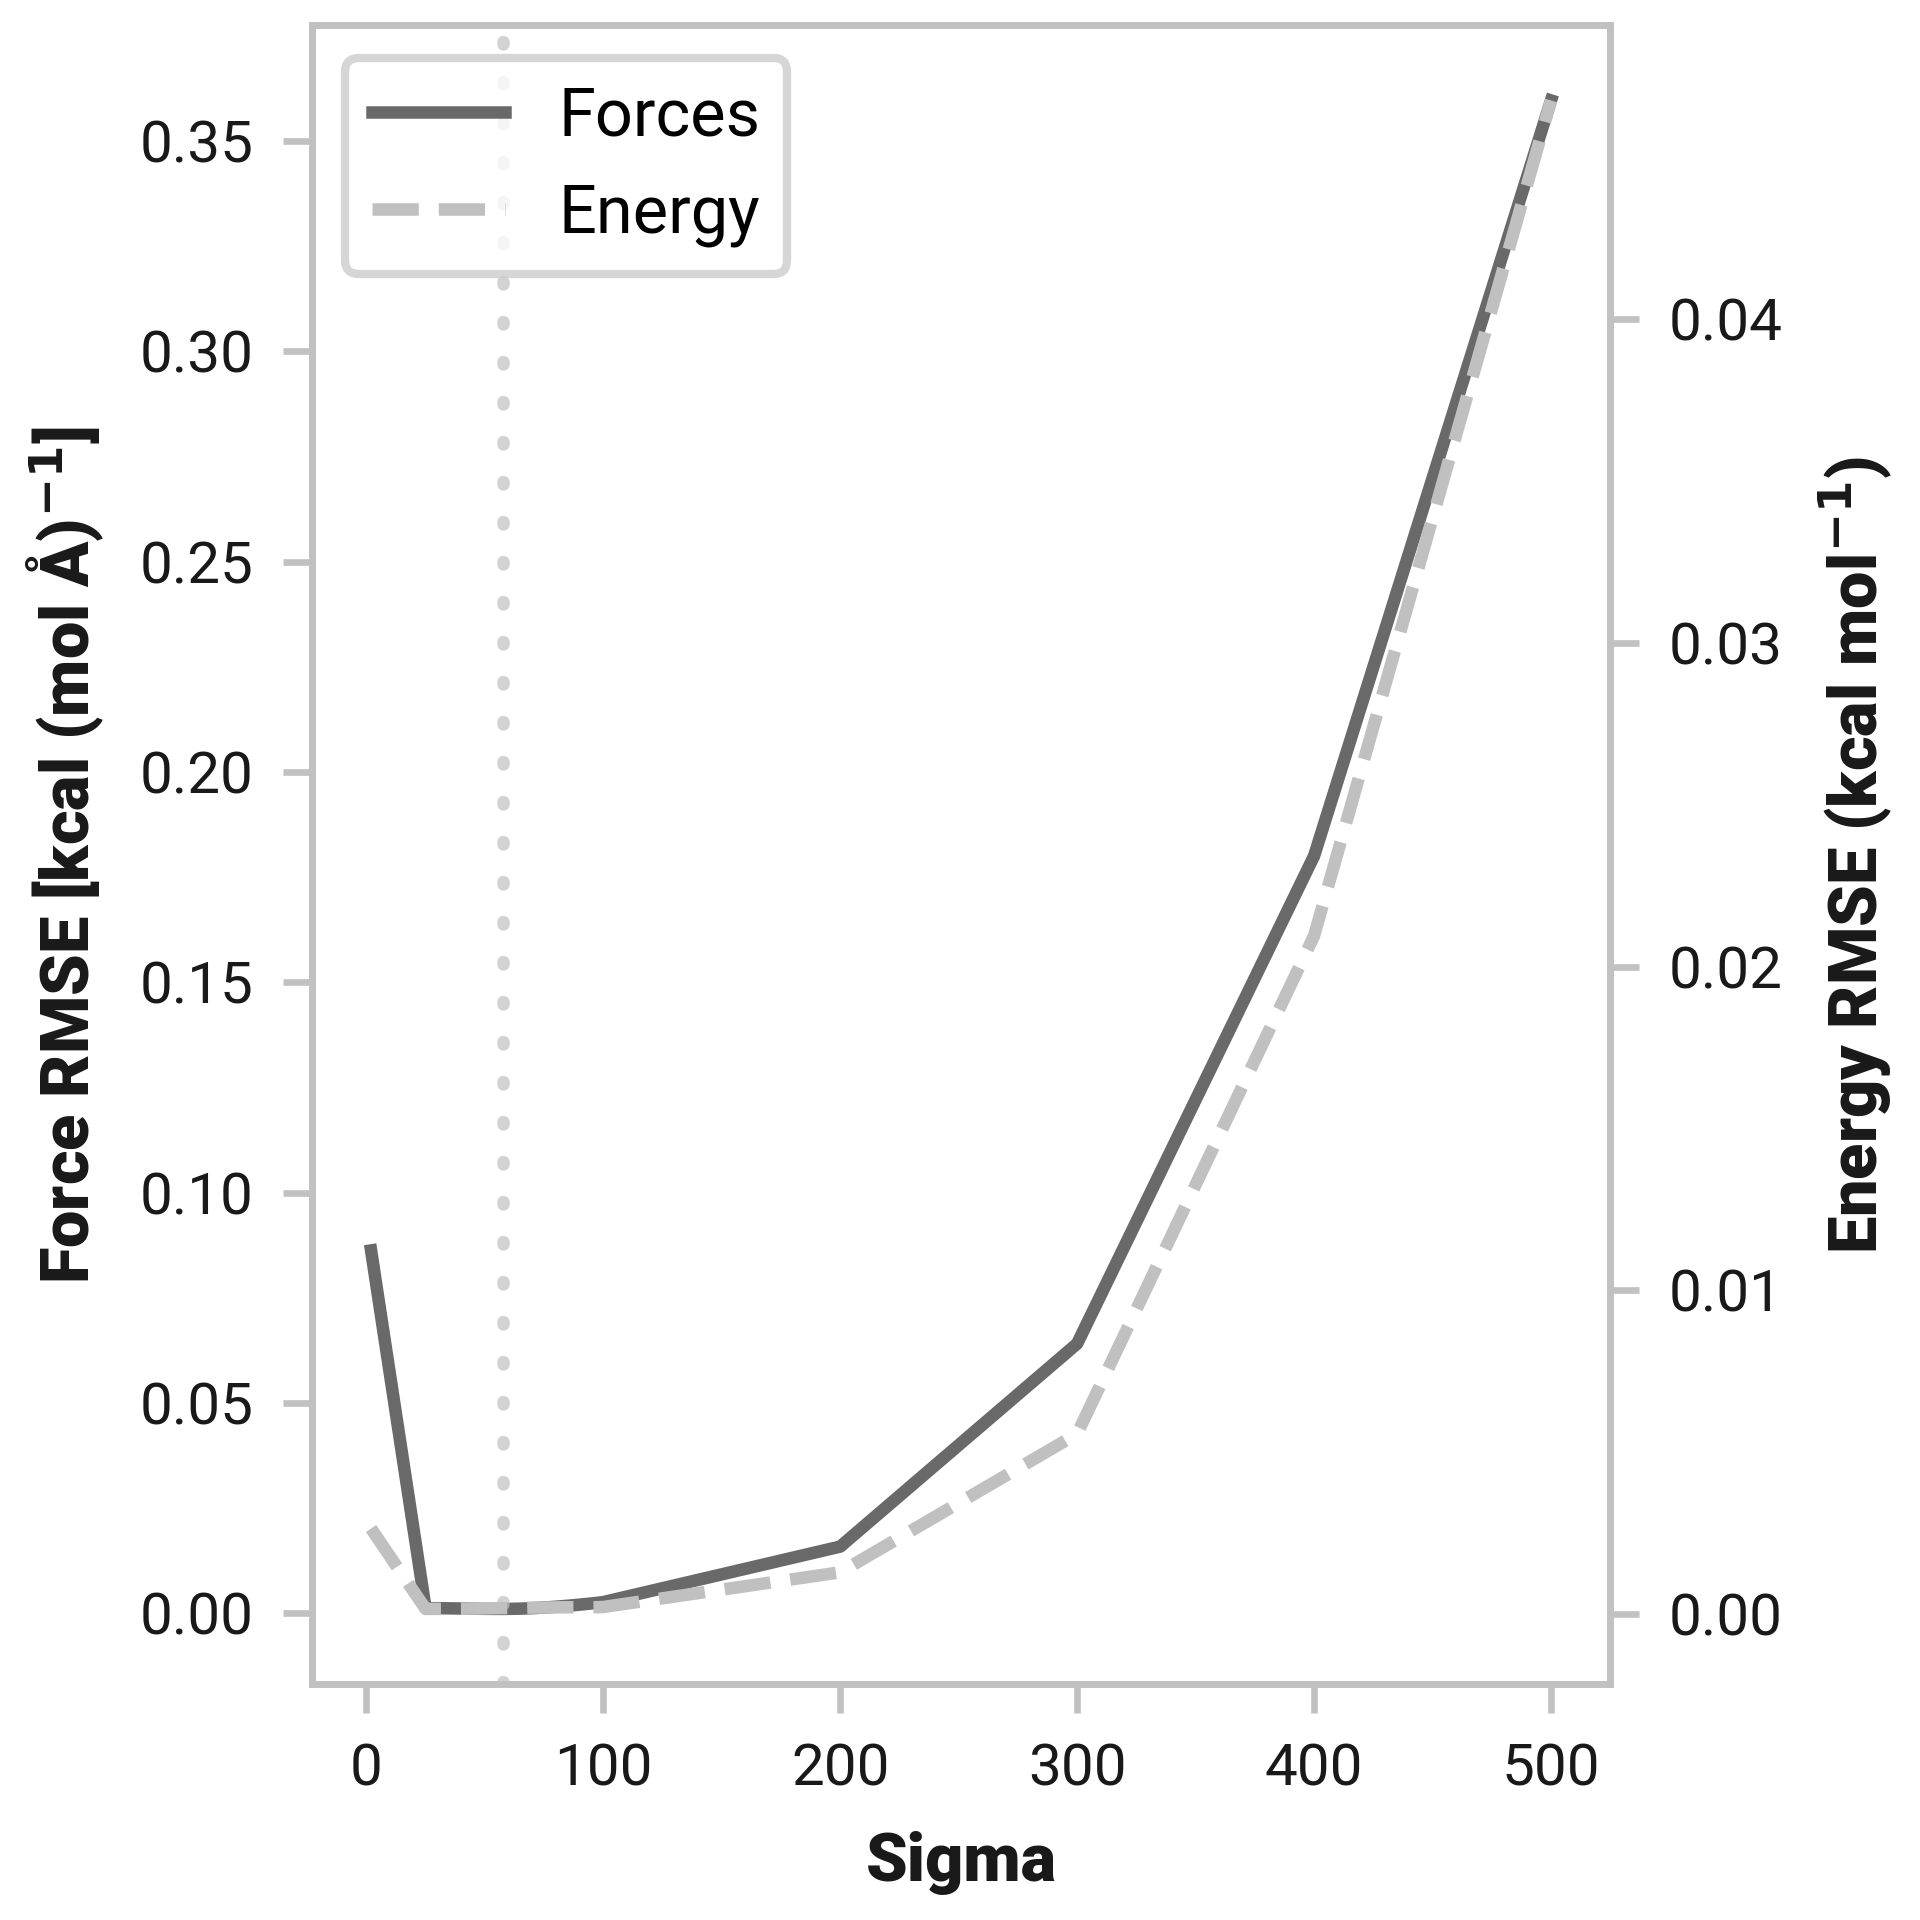 Forces
Energy
0.35
0.30
0.25
0.20
0.15
0.10
0.05
0.00
Force RMSE [kcal (mol Å)⁻¹]
0.04
0.03
0.02
0.01
0.00
Energy RMSE (kcal mol⁻¹)
0 100 200 300 400 500
Sigma